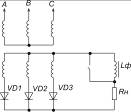 A B C
Lф
VD1 VD2 VD3
Rн